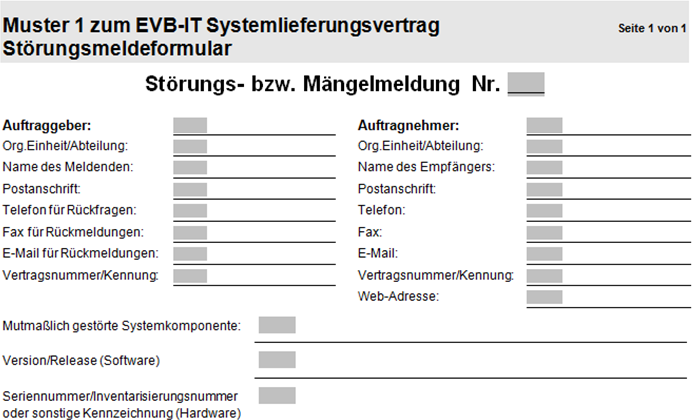 Muster 1 zum EVB-IT Systemlieferungsvertrag
Seite 1 von 1
Störungsmeldeformular
Störungs- bzw. Mängelmeldung Nr.
Auftraggeber:
Auftragnehmer:
Org.Einheit/Abteilung:
Org.Einheit/Abteilung:
Name des Meldenden:
Name des Empfängers:
Postanschrift:
Postanschrift:
Telefon für Rückfragen:
Telefon:
Fax für Rückmeldungen:
Fax:
E-Mail für Rückmeldungen:
E-Mail:
Vertragsnummer/Kennung:
Vertragsnummer/Kennung:
Web-Adresse:
Mutmaßlich gestörte Systemkomponente:
Version/Release (Software)
Seriennummer/Inventarisierungsnummer
oder sonstige Kennzeichnung (Hardware)